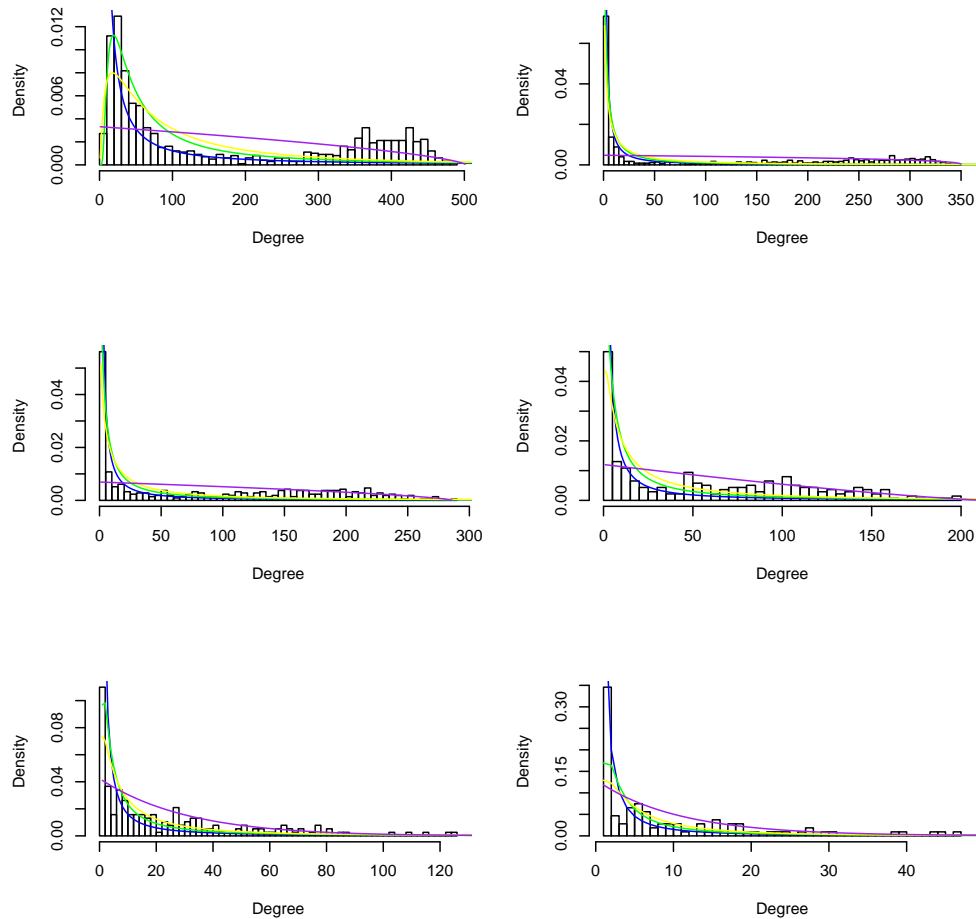 Density
0.000 0.006 0.012
0 100 200 300 400 500
Degree
Density
0.00 0.04
0 50 100 150 200 250 300 350
Degree
Density
0.00 0.02 0.04
0 50 100 150 200 250 300
Degree
Density
0.00 0.02 0.04
0 50 100 150 200
Degree
Density
0.00 0.04 0.08
0 20 40 60 80 100 120
Degree
Density
0.00 0.15 0.30
0 10 20 30 40
Degree